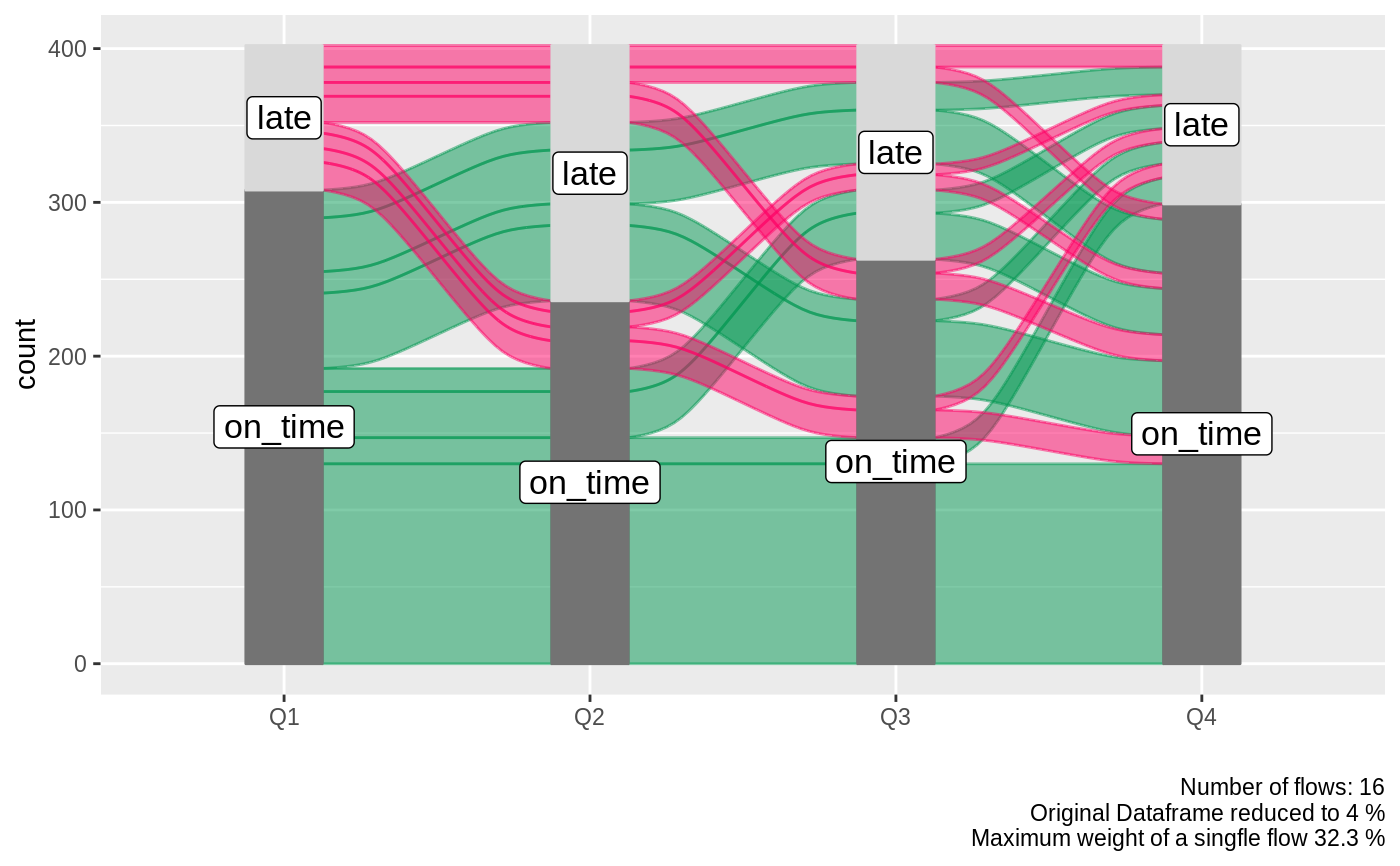 400
300
200
100
0
count
late
late
late
late
on_time
on_time
on_time
on_time
Q1 Q2 Q3 Q4
Number of flows: 16
Original Dataframe reduced to 4 %
Maximum weight of a singfle flow 32.3 %